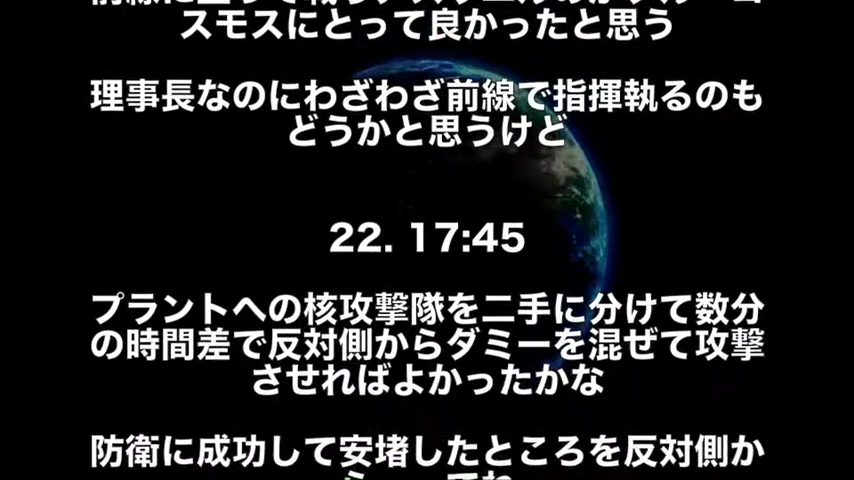 スモスにとって良かったと思う
理事長なのにわざわざ前線で指揮執るのも
どうかと思うけど
22. 17:45
プラントへの核攻撃隊を二手に分けて数分
の時間差で反対側からダミーを混ぜて攻撃
させればよかったかな
防衛に成功して安堵したところを反対側か